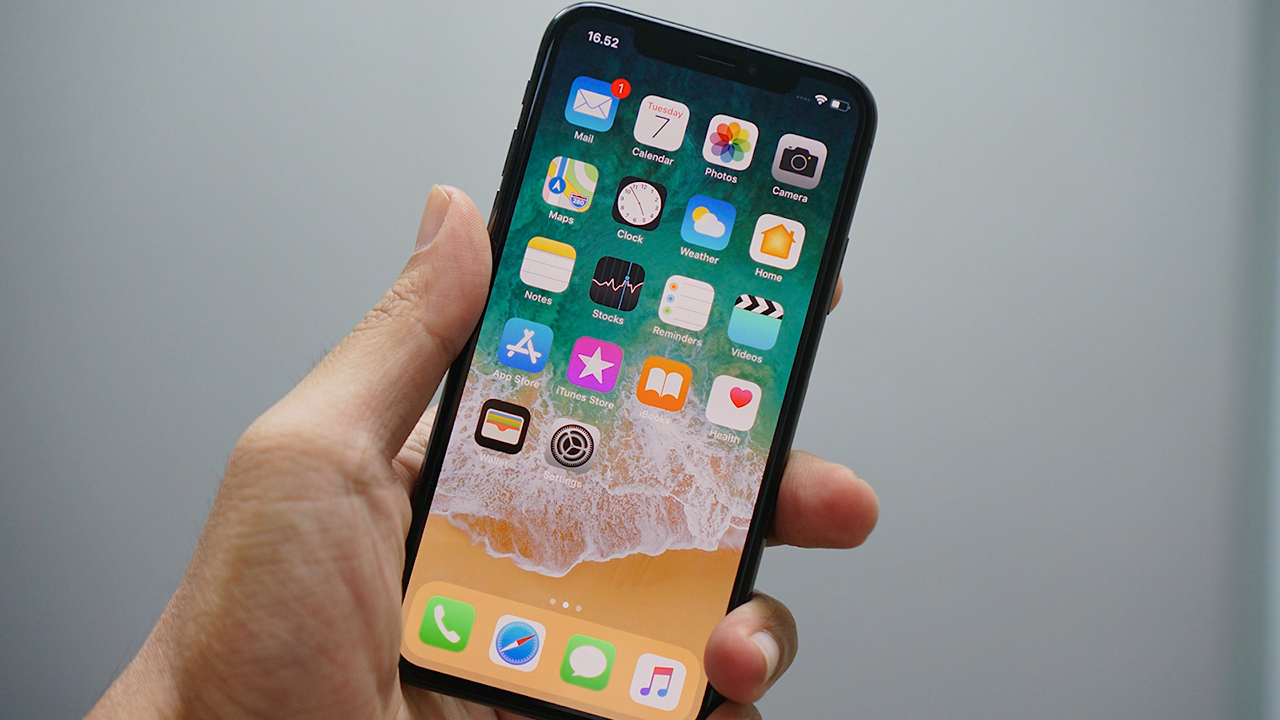 16.52
1
Tuesday
7
Mail
Calendar
Photos
Camera
280
Maps
Clock
Weather
Home
Notes
Stocks
Reminders
Videos
App Store
iTunes Store
iBooks
Health
Wallet
Settings